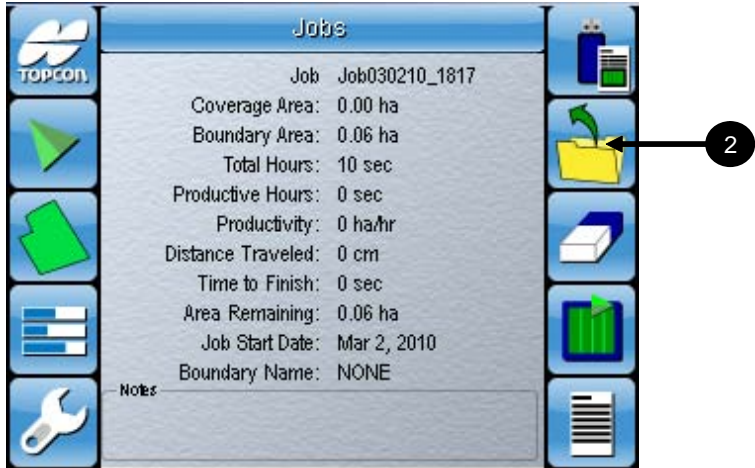 Jobs
TOPCON
Job Job030210_1817
Coverage Area: 0.00 ha
Boundary Area: 0.06 ha
Total Hours: 10 sec
Productive Hours: 0 sec
Productivity: 0 ha/hr
Distance Traveled: 0 cm
Time to Finish: 0 sec
Area Remaining: 0.06 ha
Job Start Date: Mar 2, 2010
Boundary Name: NONE
Notes
2